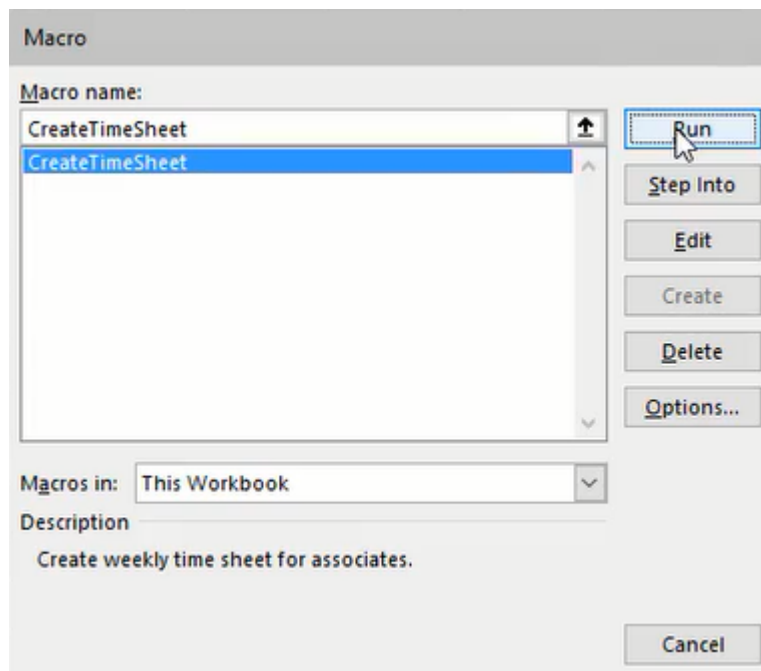 Macro
Macro name:
CreateTimeSheet
Run
CreateTimeSheet
Step Into
Edit
Create
Delete
Options...
Macros in: This Workbook
Description
Create weekly time sheet for associates.
Cancel